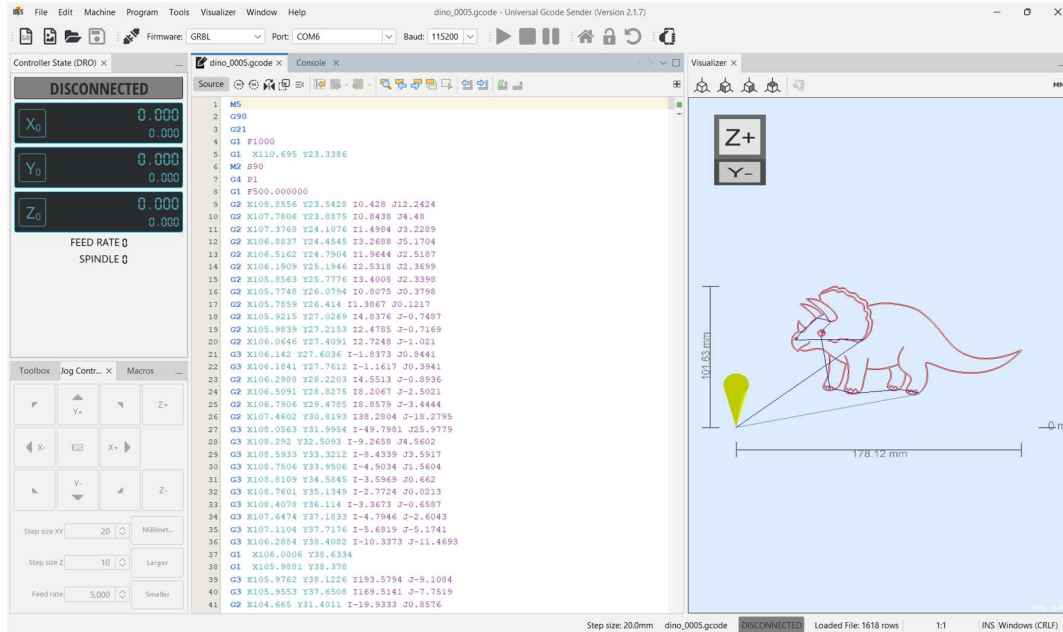 File Edit Machine Program Tools Visualizer Window Help
dino_0005.gcode - Universal Gcode Sender (Version 2.1.7)
Firmware: GRBL Port: COM6 Baud: 115200
Controller State (DRO)
DISCONNECTED
X0 0.000
0.000
Y0 0.000
0.000
Z0 0.000
0.000
FEED RATE 0
SPINDLE 0
Toolbox Jog Contr... Macros
Y+ Z+
X- X+
Y- Z-
Step size XY 20 Millimet...
Step size Z 10 Larger
Feed rate 5,000 Smaller
dino_0005.gcode Console
Source
1 M5
2 G90
3 G21
4 G1 F1000
5 G1 X110.695 Y23.3386
6 M2 S90
7 G4 P1
8 G1 F500.000000
9 G2 X108.8556 Y23.5428 I0.428 J12.2424
10 G2 X107.7806 Y23.8875 I0.8438 J4.48
11 G2 X107.3768 Y24.1076 I1.4984 J3.2289
12 G2 X106.8837 Y24.4545 I3.2688 J5.1704
13 G2 X106.5162 Y24.7904 I1.9644 J2.5187
14 G2 X106.1909 Y25.1946 I2.5318 J2.3699
15 G2 X105.8563 Y25.7776 I3.4008 J2.3398
16 G2 X105.7748 Y26.0794 I0.8075 J0.3798
17 G2 X105.7859 Y26.414 I1.3867 J0.1217
18 G2 X105.9215 Y27.0269 I4.8376 J-0.7487
19 G2 X105.9839 Y27.2153 I2.4785 J-0.7169
20 G2 X106.0646 Y27.4091 I2.7248 J-1.021
21 G3 X106.142 Y27.6036 I-1.8373 J0.8441
22 G3 X106.1841 Y27.7612 I-1.1617 J0.3941
23 G2 X106.2988 Y28.2203 I4.5513 J-0.8936
24 G2 X106.5091 Y28.8275 I8.2067 J-2.5021
25 G2 X106.7906 Y29.4785 I8.8579 J-3.4444
26 G2 X107.4602 Y30.8193 I38.2804 J-18.2795
27 G3 X108.0563 Y31.9954 I-49.7981 J25.9779
28 G3 X108.292 Y32.5093 I-9.2658 J4.5602
29 G3 X108.5933 Y33.3212 I-8.4339 J3.5917
30 G3 X108.7506 Y33.9506 I-4.9034 J1.5604
31 G3 X108.8109 Y34.5845 I-3.5969 J0.662
32 G3 X108.7601 Y35.1349 I-2.7724 J0.0213
33 G3 X108.4078 Y36.114 I-3.3673 J-0.6587
34 G3 X107.6474 Y37.1833 I-4.7946 J-2.6043
35 G3 X107.1104 Y37.7176 I-5.6819 J-5.1741
36 G3 X106.2884 Y38.4082 I-10.3373 J-11.4693
37 G1 X106.0006 Y38.6334
38 G1 X105.9881 Y38.378
39 G3 X105.9762 Y38.1226 I193.5794 J-9.1084
40 G3 X105.9553 Y37.6508 I169.5141 J-7.7519
41 G2 X104.665 Y31.4011 I-19.9333 J0.8576
Visualizer
Z+
Y-
101.63 mm
178.12 mm
Step size: 20.0mm dino_0005.gcode DISCONNECTED Loaded File: 1618 rows 1:1 INS Windows (CRLF)